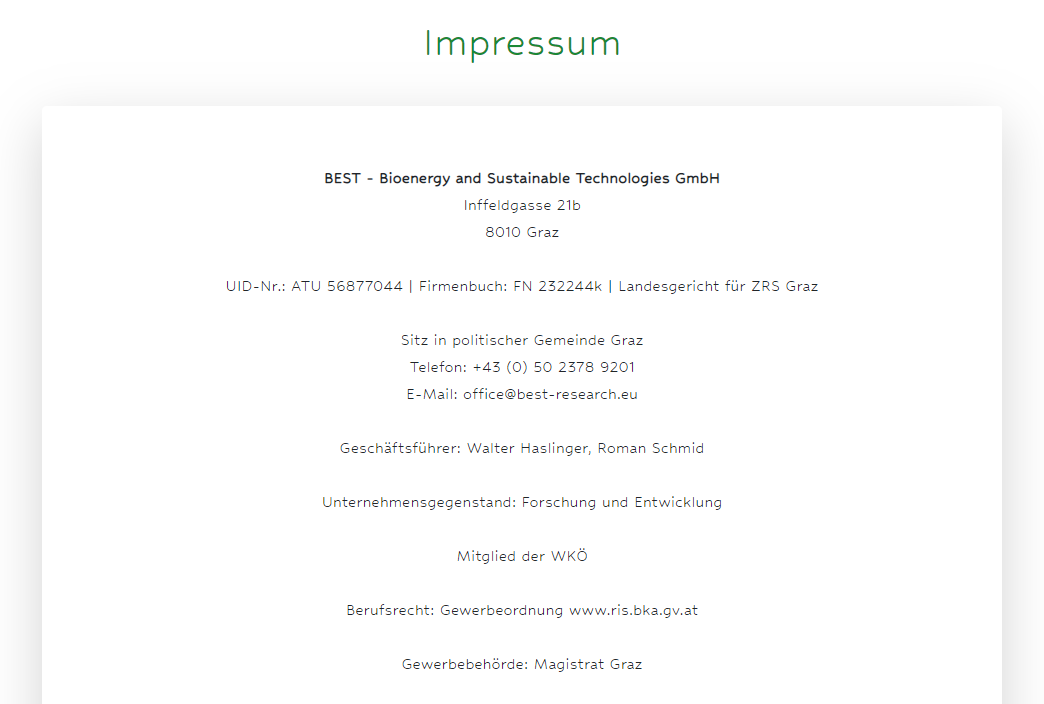 Impressum
BEST - Bioenergy and Sustainable Technologies GmbH
Inffeldgasse 21b
8010 Graz
UID-Nr.: ATU 56877044 | Firmenbuch: FN 232244k | Landesgericht für ZRS Graz
Sitz in politischer Gemeinde Graz
Telefon: +43 (0) 50 2378 9201
E-Mail: office@best-research.eu
Geschäftsführer: Walter Haslinger, Roman Schmid
Unternehmensgegenstand: Forschung und Entwicklung
Mitglied der WKÖ
Berufsrecht: Gewerbeordnung www.ris.bka.gv.at
Gewerbebehörde: Magistrat Graz